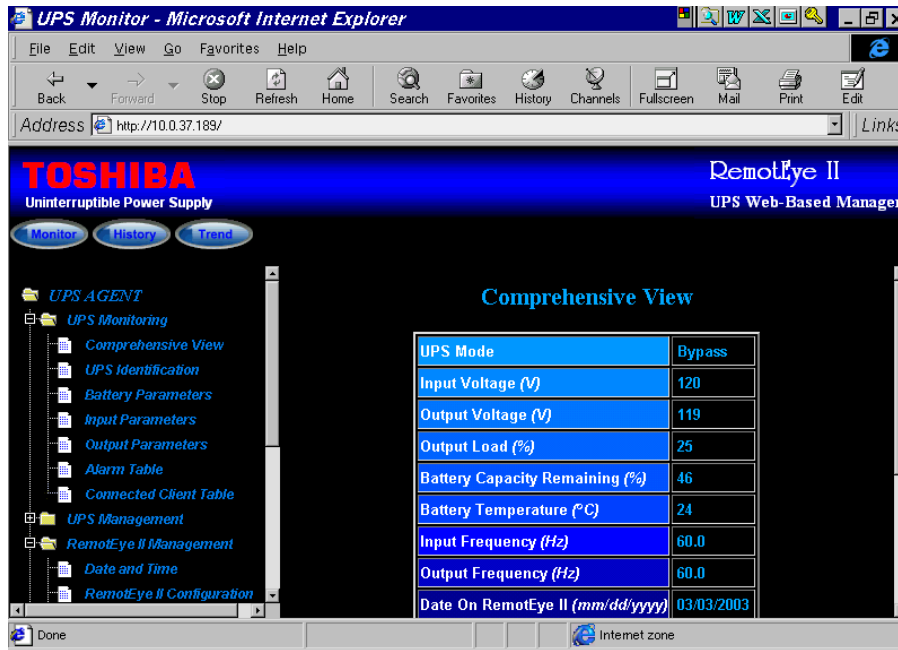 UPS Monitor - Microsoft Internet Explorer
File Edit View Go Favorites Help
Back Forward Stop Refresh Home Search Favorites History Channels Fullscreen Mail Print Edit
Address http://10.0.37.189/ Links
TOSHIBA
Uninterruptible Power Supply
RemotEye II
UPS Web-Based Manager
Monitor History Trend
UPS AGENT
UPS Monitoring
Comprehensive View
UPS Identification
Battery Parameters
Input Parameters
Output Parameters
Alarm Table
Connected Client Table
UPS Management
RemotEye II Management
Date and Time
RemotEye II Configuration
Comprehensive View
UPS Mode Bypass
Input Voltage (V) 120
Output Voltage (V) 119
Output Load (%) 25
Battery Capacity Remaining (%) 46
Battery Temperature (°C) 24
Input Frequency (Hz) 60.0
Output Frequency (Hz) 60.0
Date On RemotEye II (mm/dd/yyyy) 03/03/2003
Done Internet zone